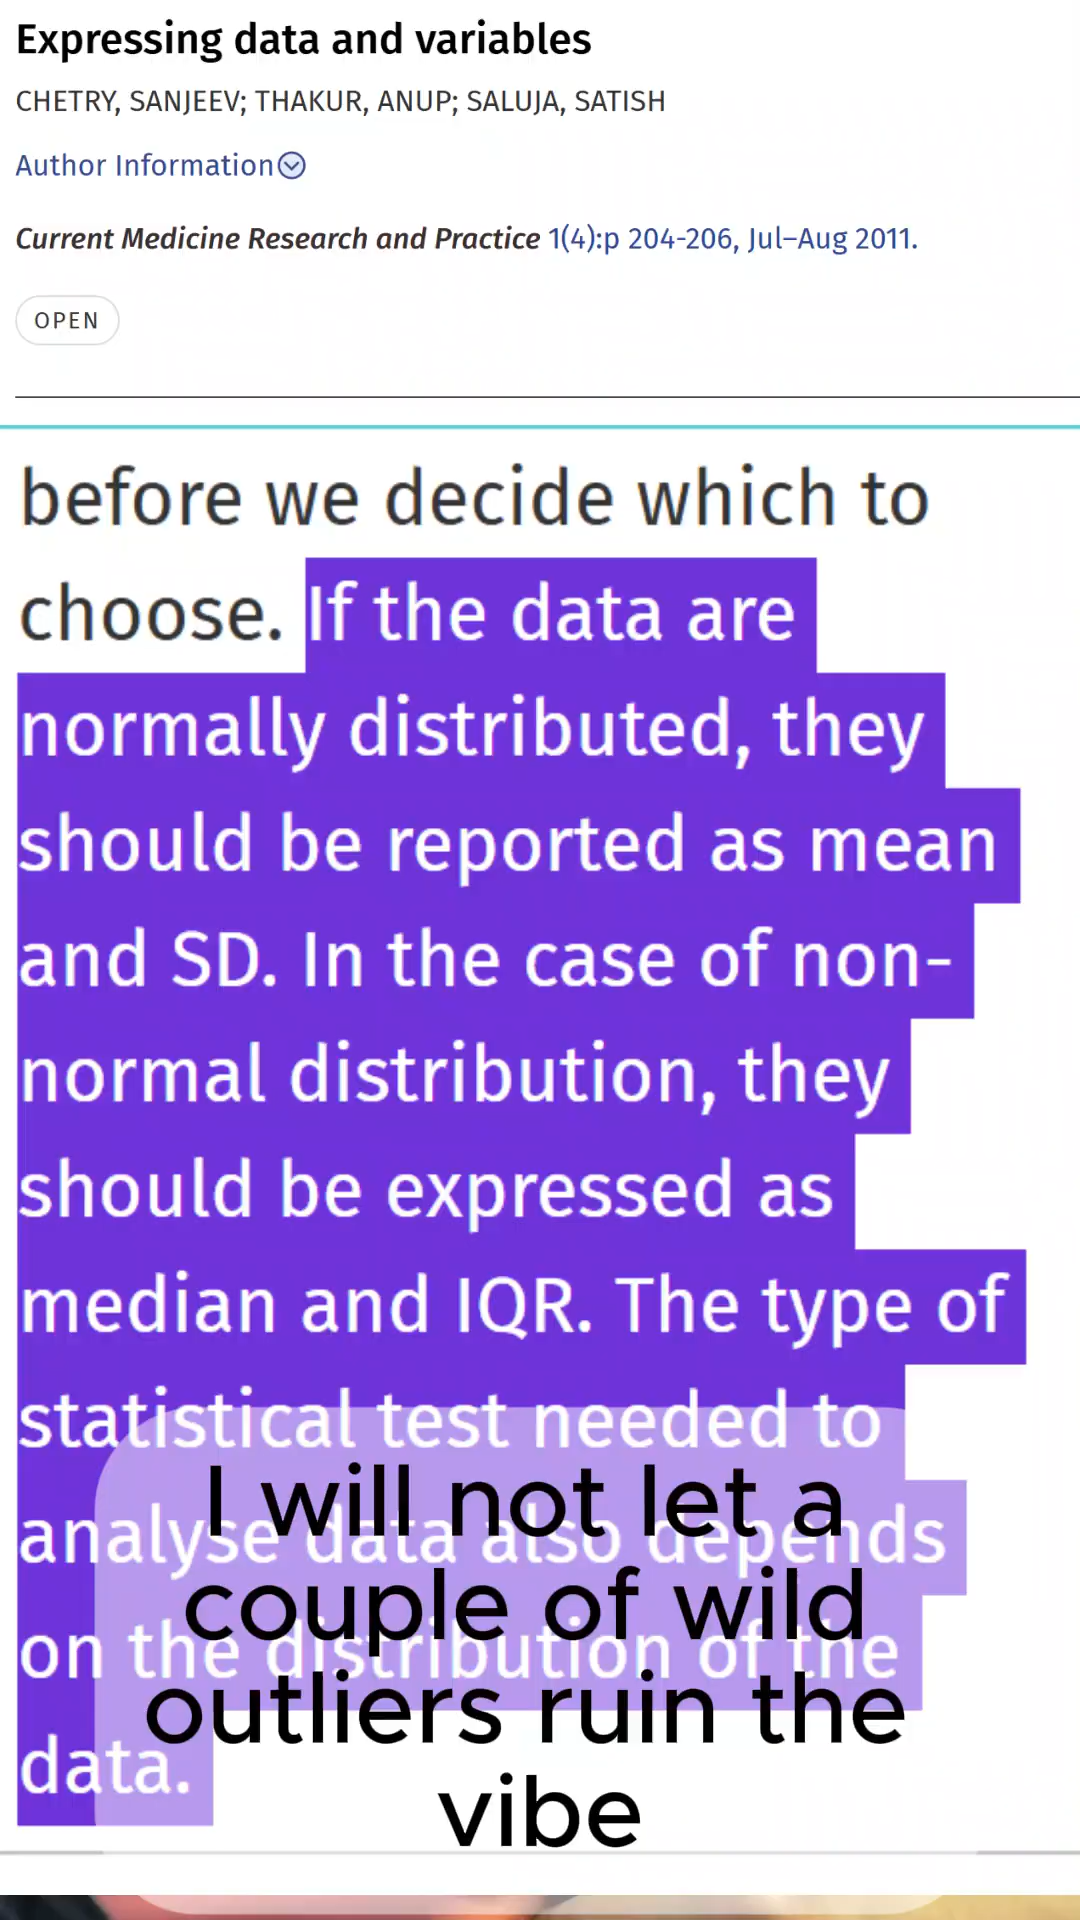 Expressing data and variables
CHETRY, SANJEEV; THAKUR, ANUP; SALUJA, SATISH
Author Information
Current Medicine Research and Practice 1(4):p 204-206, Jul–Aug 2011.
OPEN
before we decide which to
choose. If the data are
normally distributed, they
should be reported as mean
and SD. In the case of non-
normal distribution, they
should be expressed as
median and IQR. The type of
statistical test needed to
analyse data also depends
on the distribution of the
data.
I will not let a
couple of wild
outliers ruin the
vibe